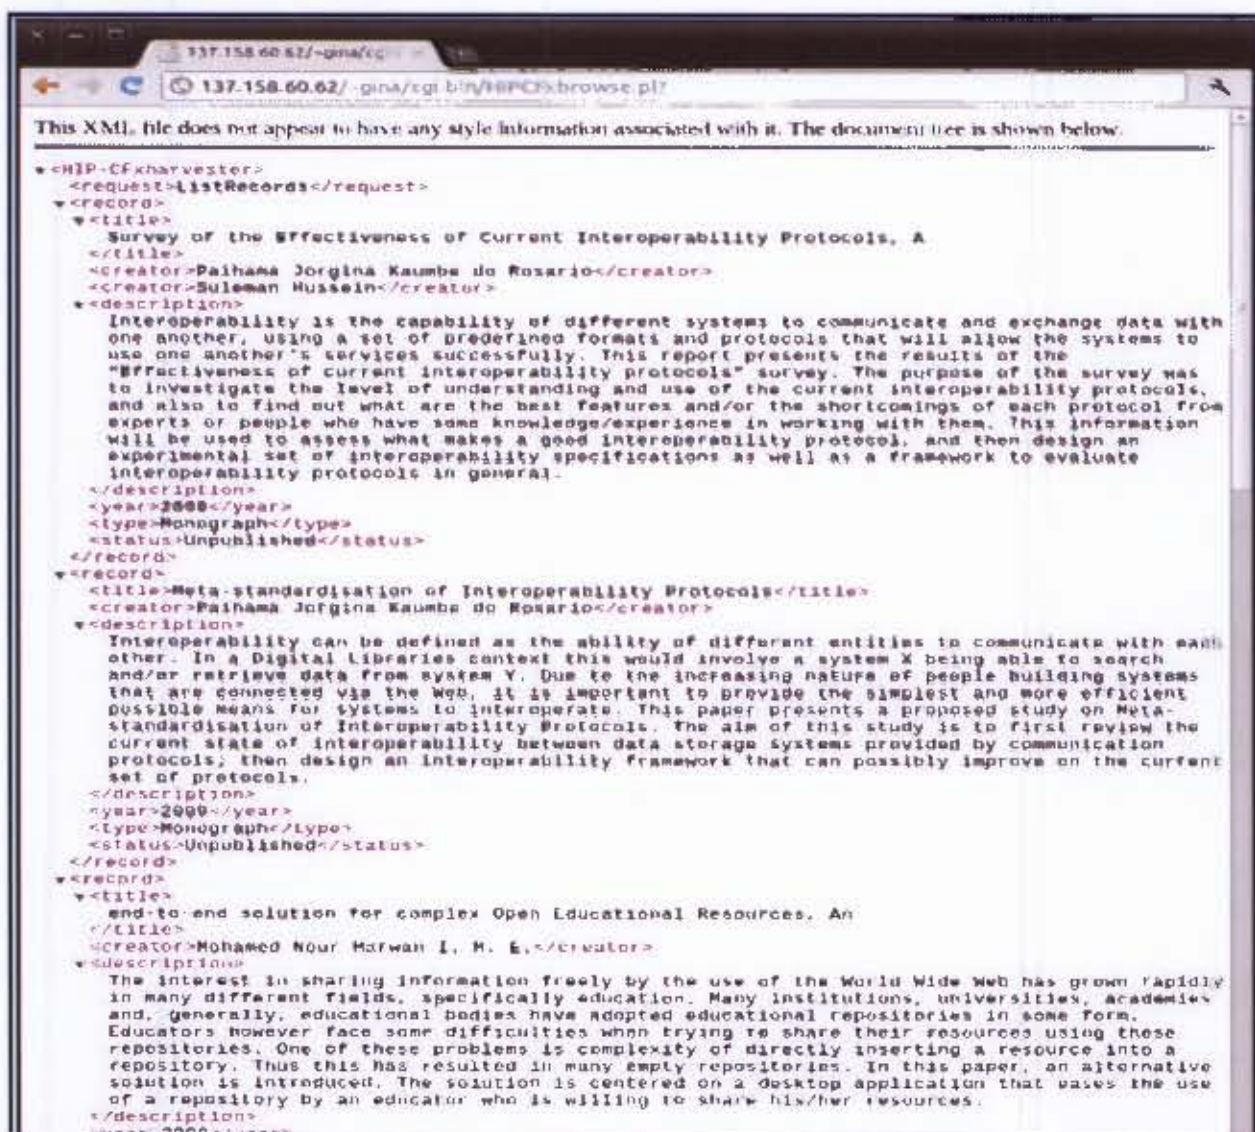 137.158.60.62/~gina/cg
137.158.60.62/~gina/cgi-bin/HIPCFxbrowse.pl?
This XML file does not appear to have any style information associated with it. The document tree is shown below.
▼<HIP-CFxharvester>
<request>ListRecords</request>
▼<record>
▼<title>
Survey of the Effectiveness of Current Interoperability Protocols, A
</title>
<creator>Paihama Jorgina Kaumba do Rosario</creator>
<creator>Suleman Hussein</creator>
▼<description>
Interoperability is the capability of different systems to communicate and exchange data with
one another, using a set of predefined formats and protocols that will allow the systems to
use one another's services successfully. This report presents the results of the
"Effectiveness of current interoperability protocols" survey. The purpose of the survey was
to investigate the level of understanding and use of the current interoperability protocols,
and also to find out what are the best features and/or the shortcomings of each protocol from
experts or people who have some knowledge/experience in working with them. This information
will be used to assess what makes a good interoperability protocol, and then design an
experimental set of interoperability specifications as well as a framework to evaluate
interoperability protocols in general.
</description>
<year></year>
<type>Monograph</type>
<status>Unpublished</status>
</record>
▼<record>
<title>Meta-standardisation of Interoperability Protocols</title>
<creator>Paihama Jorgina Kaumba do Rosario</creator>
▼<description>
Interoperability can be defined as the ability of different entities to communicate with each
other. In a Digital Libraries context this would involve a system X being able to search
and/or retrieve data from system Y. Due to the increasing nature of people building systems
that are connected via the Web, it is important to provide the simplest and more efficient
possible means for systems to interoperate. This paper presents a proposed study on Meta-
standardisation of Interoperability Protocols. The aim of this study is to first review the
current state of interoperability between data storage systems provided by communication
protocols; then design an interoperability framework that can possibly improve on the current
set of protocols.
</description>
<year>2009</year>
<type>Monograph</type>
<status>Unpublished</status>
</record>
▼<record>
▼<title>
end-to-end solution for complex Open Educational Resources, An
</title>
<creator>Mohamed Nour Marwan I. M. E.</creator>
▼<description>
The interest in sharing information freely by the use of the World Wide Web has grown rapidly
in many different fields, specifically education. Many institutions, universities, academies
and, generally, educational bodies have adopted educational repositories in some form.
Educators however face some difficulties when trying to share their resources using these
repositories. One of these problems is complexity of directly inserting a resource into a
repository. Thus this has resulted in many empty repositories. In this paper, an alternative
solution is introduced. The solution is centered on a desktop application that eases the use
of a repository by an educator who is willing to share his/her resources.
</description>